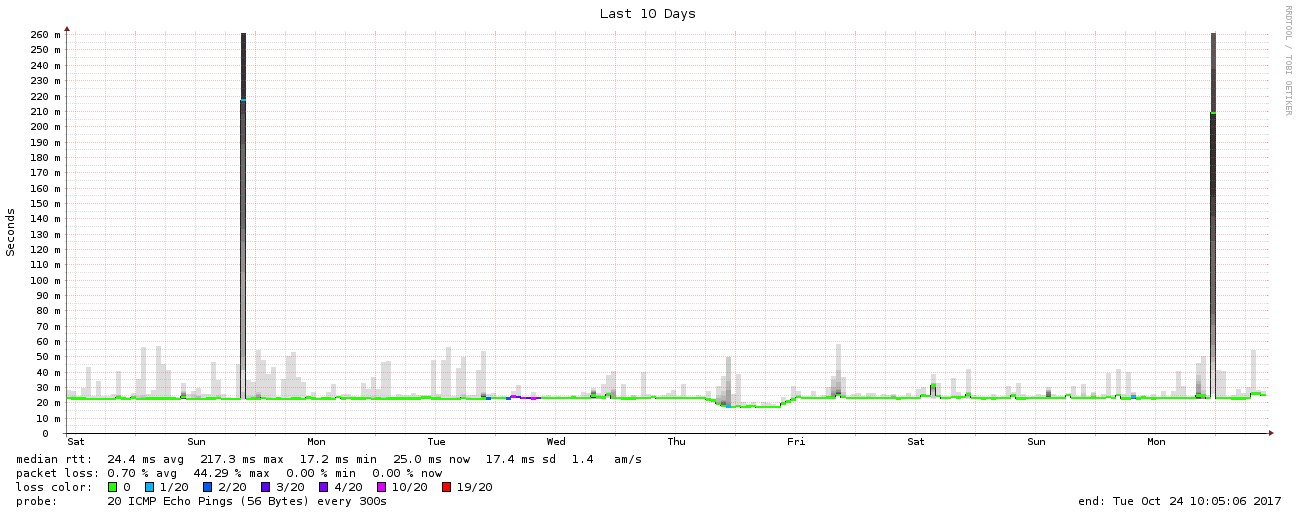 Last 10 Days
RRDTOOL / TOBI OETIKER
Seconds
260 m
250 m
240 m
230 m
220 m
210 m
200 m
190 m
180 m
170 m
160 m
150 m
140 m
130 m
120 m
110 m
100 m
90 m
80 m
70 m
60 m
50 m
40 m
30 m
20 m
10 m
0
Sat Sun Mon Tue Wed Thu Fri Sat Sun Mon
median rtt: 24.4 ms avg 217.3 ms max 17.2 ms min 25.0 ms now 17.4 ms sd 1.4 am/s
packet loss: 0.70 % avg 44.29 % max 0.00 % min 0.00 % now
loss color: 0 1/20 2/20 3/20 4/20 10/20 19/20
probe: 20 ICMP Echo Pings (56 Bytes) every 300s end: Tue Oct 24 10:05:06 2017